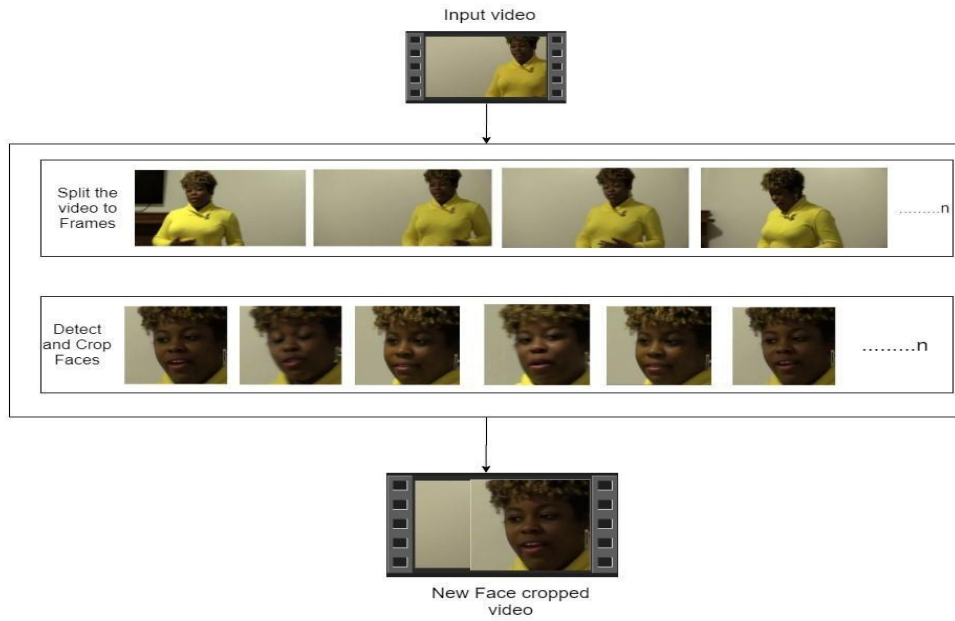 Input video
Split the
video to
Frames
.........n
Detect
and Crop
Faces
.........n
New Face cropped
video